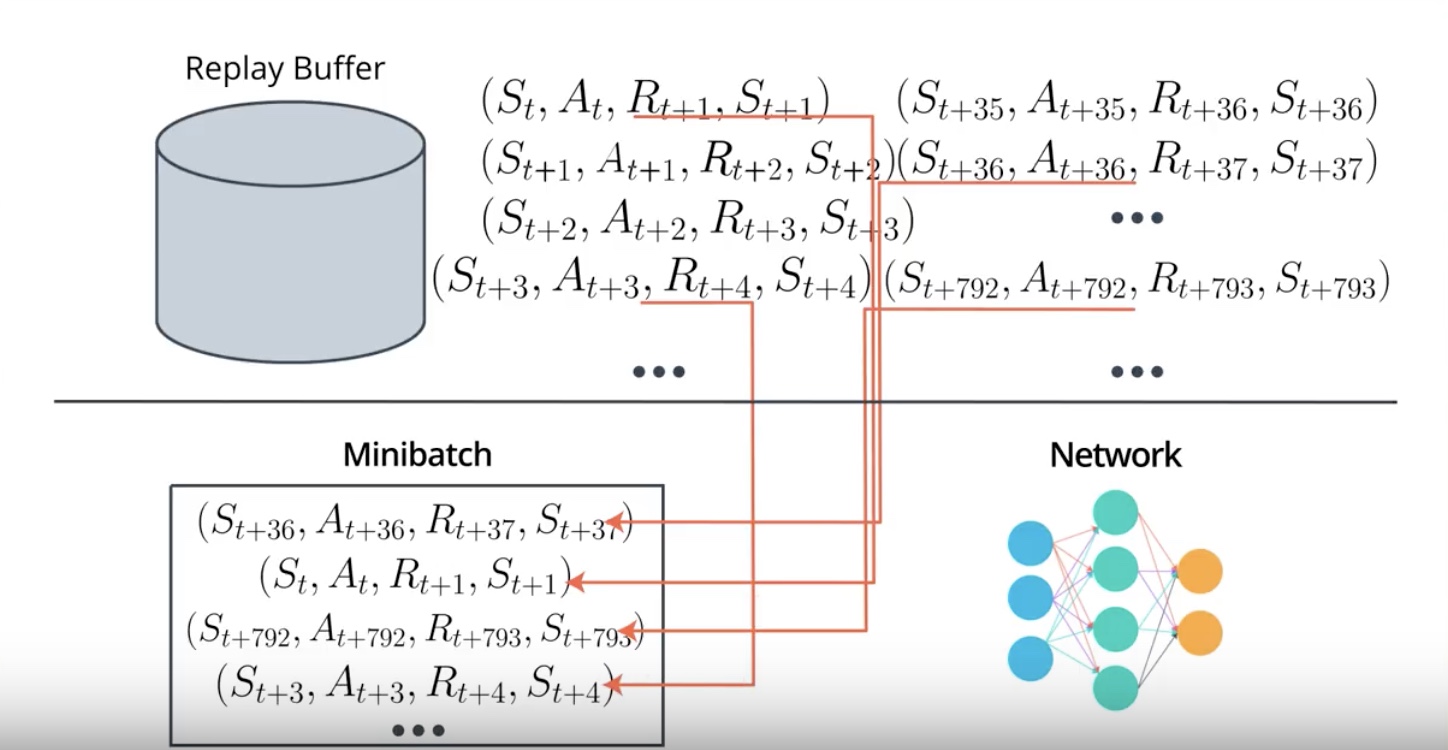 Replay Buffer
(S_t, A_t, R_{t+1}, S_{t+1})
(S_{t+1}, A_{t+1}, R_{t+2}, S_{t+2})
(S_{t+2}, A_{t+2}, R_{t+3}, S_{t+3})
(S_{t+3}, A_{t+3}, R_{t+4}, S_{t+4})
•••
(S_{t+35}, A_{t+35}, R_{t+36}, S_{t+36})
(S_{t+36}, A_{t+36}, R_{t+37}, S_{t+37})
•••
(S_{t+792}, A_{t+792}, R_{t+793}, S_{t+793})
•••
Minibatch
(S_{t+36}, A_{t+36}, R_{t+37}, S_{t+37})
(S_t, A_t, R_{t+1}, S_{t+1})
(S_{t+792}, A_{t+792}, R_{t+793}, S_{t+793})
(S_{t+3}, A_{t+3}, R_{t+4}, S_{t+4})
•••
Network